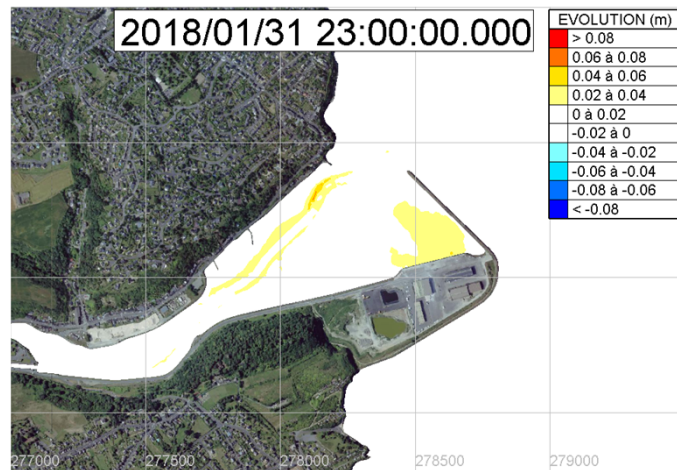 2018/01/31 23:00:00.000
EVOLUTION (m)
> 0.08
0.06 à 0.08
0.04 à 0.06
0.02 à 0.04
0 à 0.02
-0.02 à 0
-0.04 à -0.02
-0.06 à -0.04
-0.08 à -0.06
< -0.08
277000
277500
278000
278500
279000